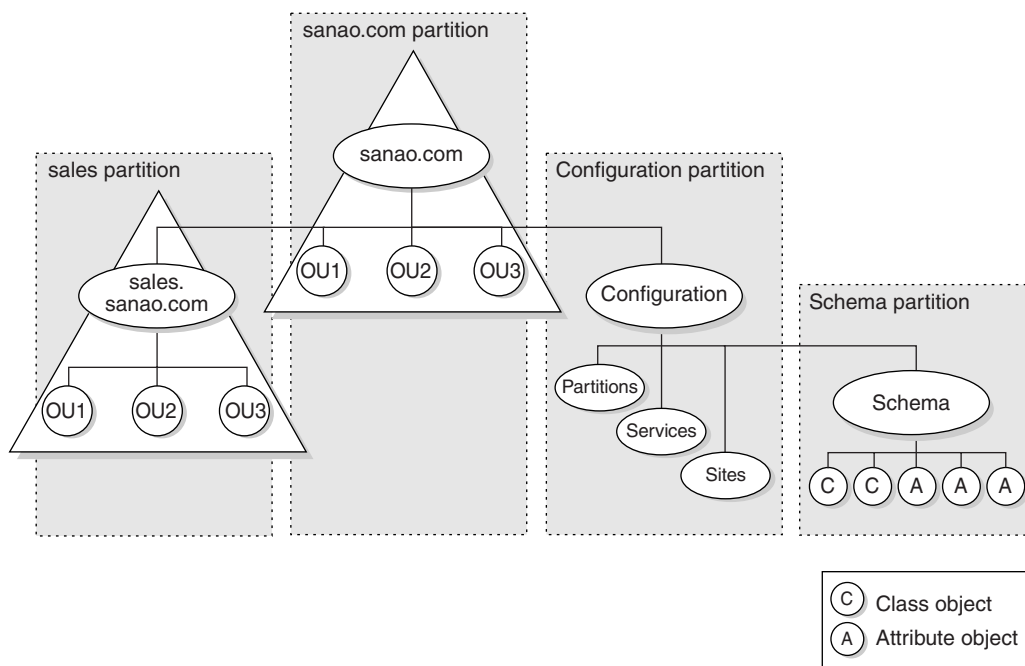 sanao.com partition
sanao.com
OU1
OU2
OU3
sales partition
sales.
sanao.com
OU1
OU2
OU3
Configuration partition
Configuration
Partitions
Services
Sites
Schema partition
Schema
C
C
A
A
A
C Class object
A Attribute object